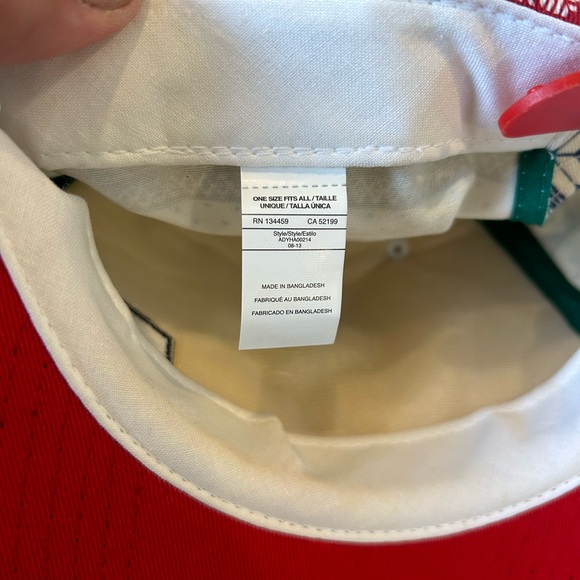 ONE SIZE FITS ALL / TAILLE
UNIQUE / TALLA ÚNICA
RN 134459 CA 52199
Style/Style/Estilo
ADYHA00214
08-13
MADE IN BANGLADESH
FABRIQUÉ AU BANGLADESH
FABRICADO EN BANGLADESH